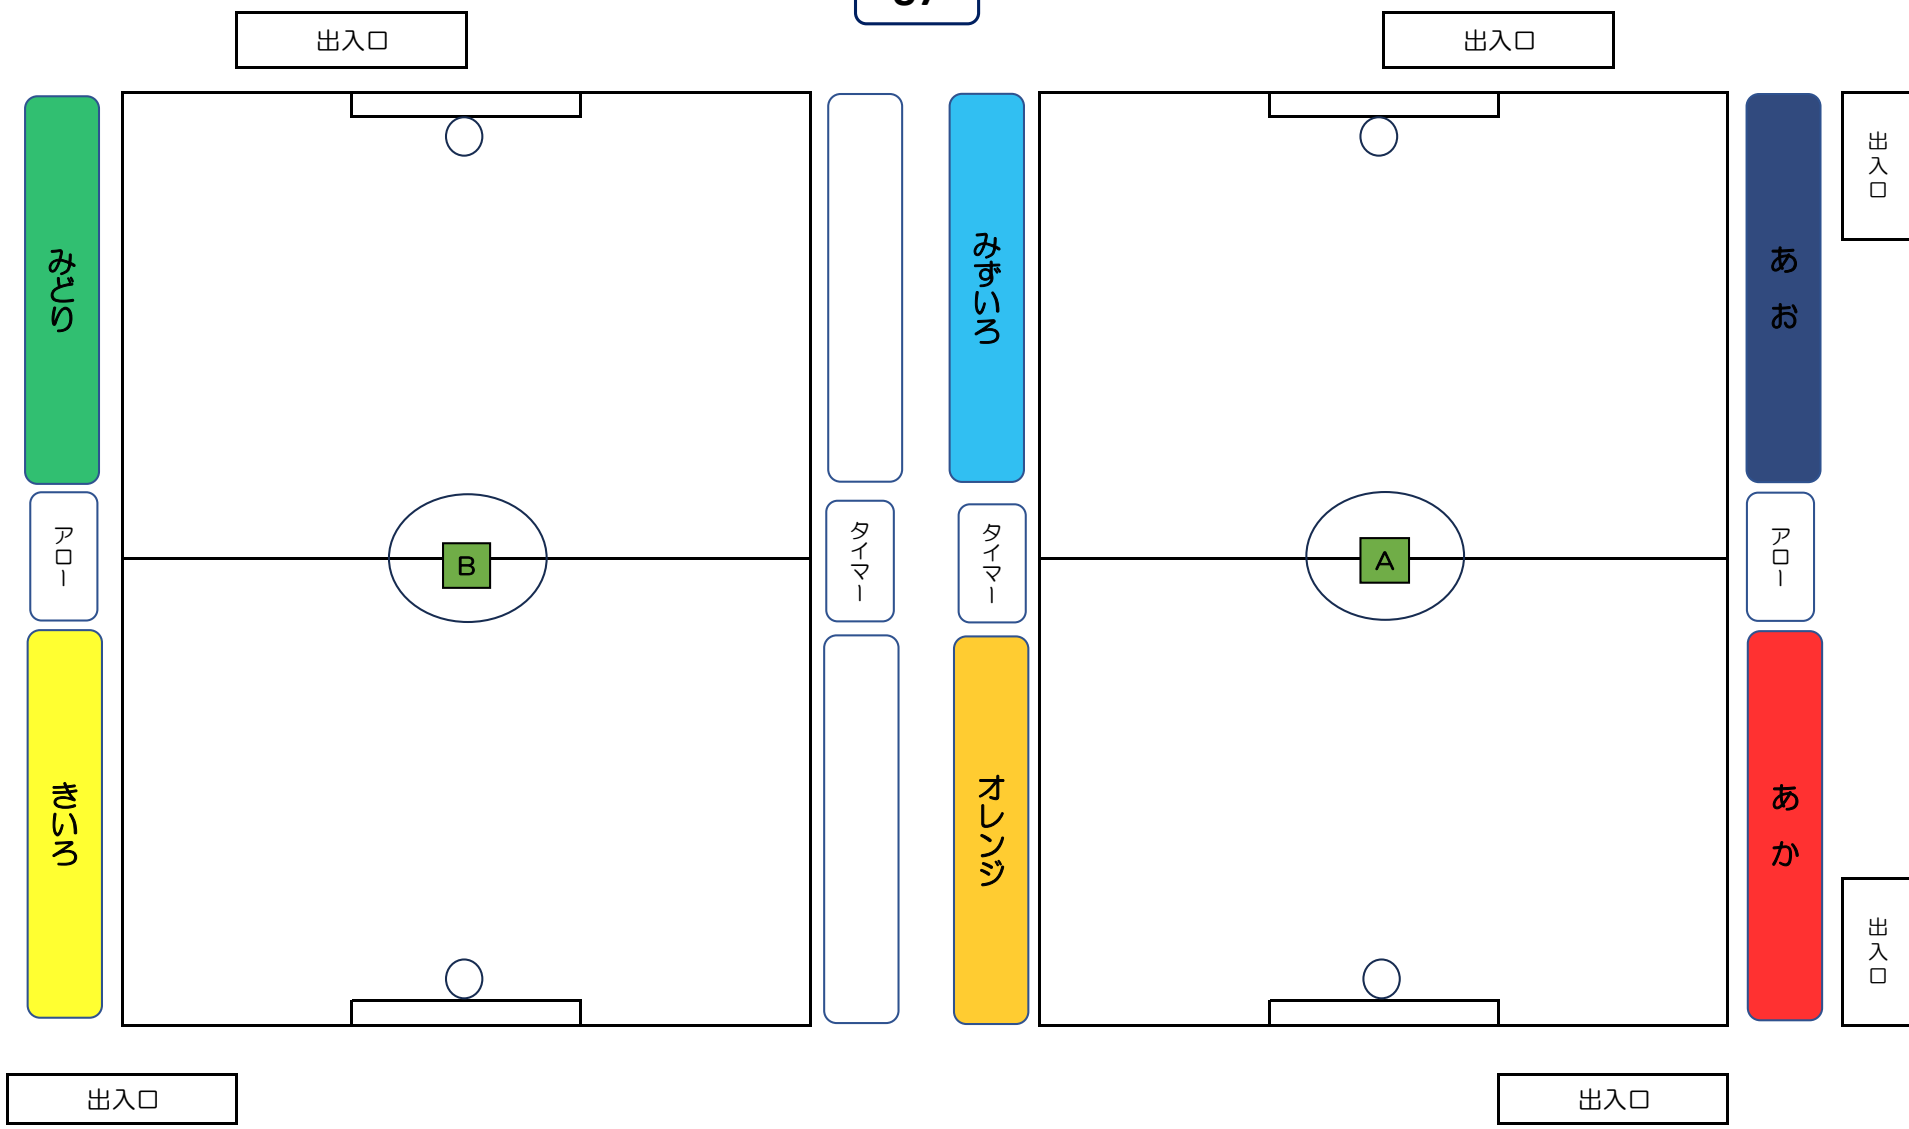 出入口
出入口
出入口
みどり
みずいろ
あお
アロー
B
タイマー
タイマー
A
アロー
きいろ
オレンジ
あか
出入口
出入口
出入口